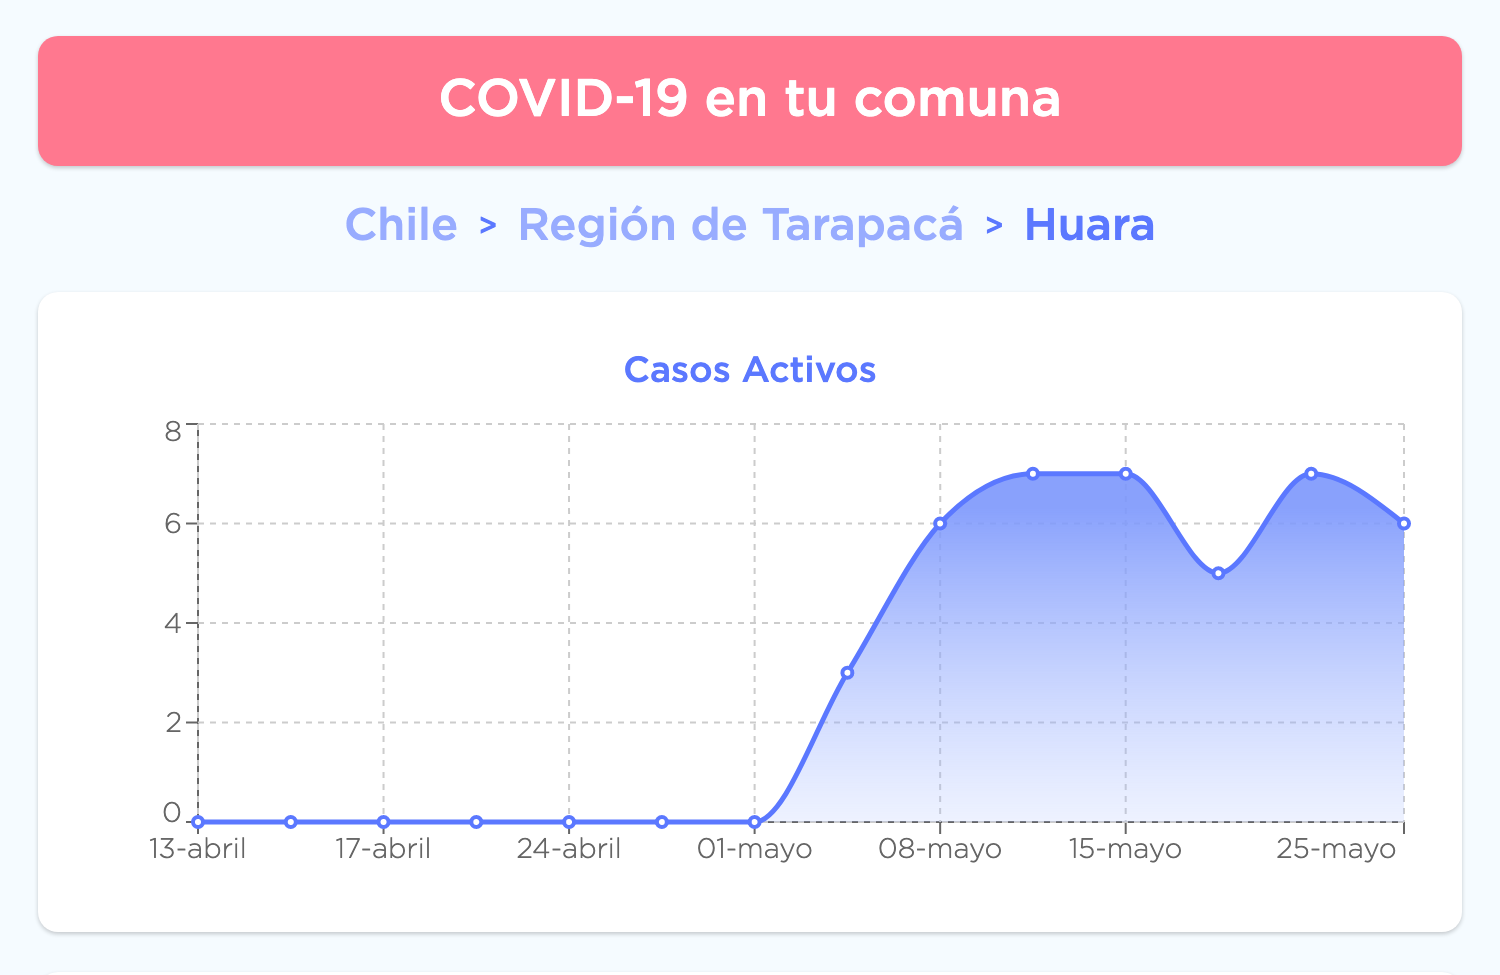 COVID-19 en tu comuna
Chile > Región de Tarapacá > Huara
Casos Activos
8
6
4
2
0
13-abril 17-abril 24-abril 01-mayo 08-mayo 15-mayo 25-mayo